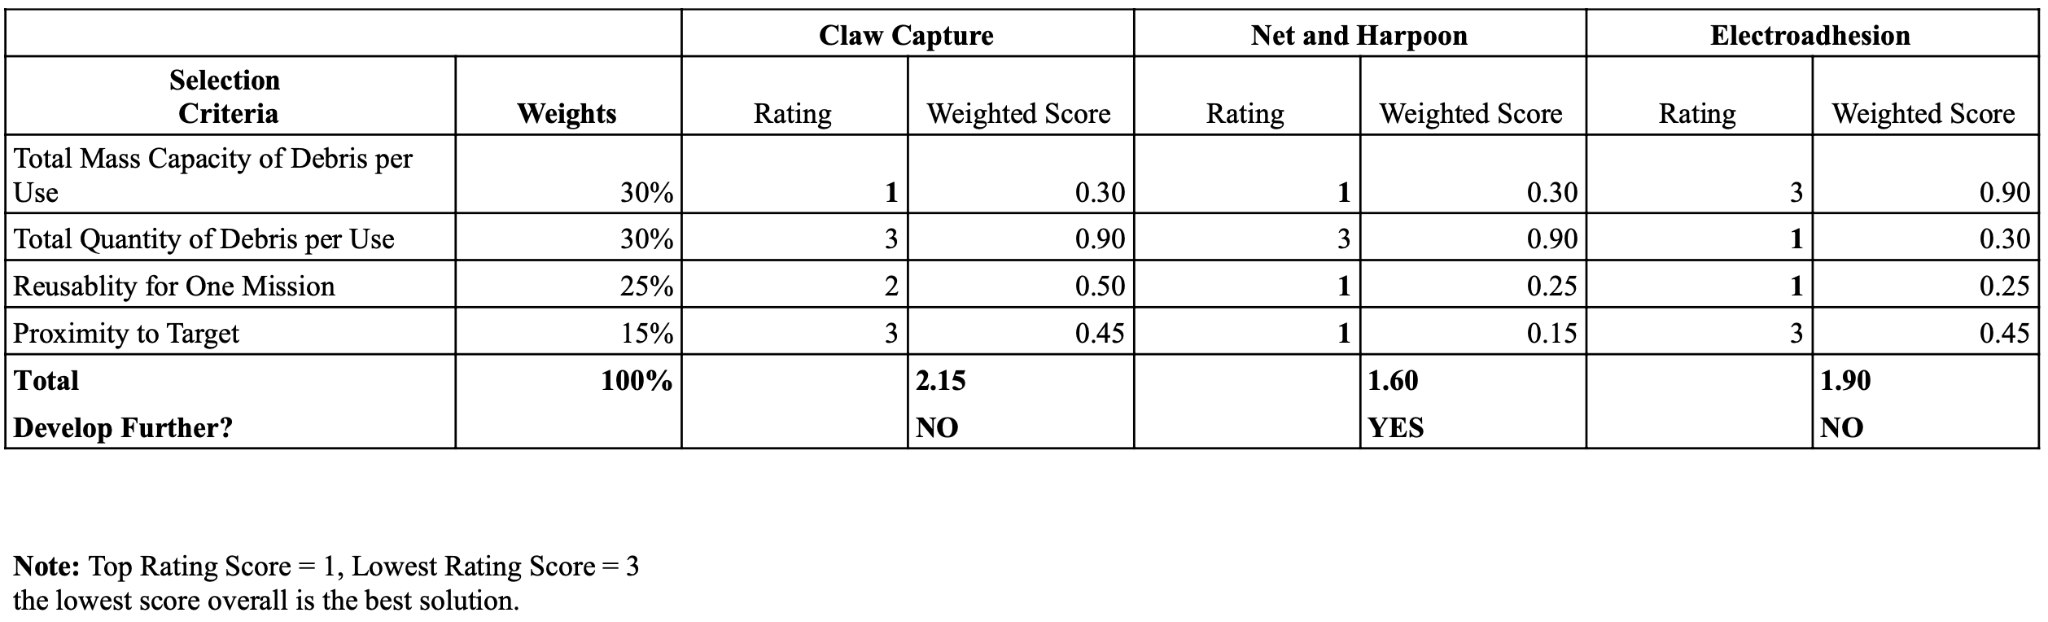 Claw Capture Net and Harpoon Electroadhesion
Selection
Criteria Weights Rating Weighted Score Rating Weighted Score Rating Weighted Score
Total Mass Capacity of Debris per
Use 30% 1 0.30 1 0.30 3 0.90
Total Quantity of Debris per Use 30% 3 0.90 3 0.90 1 0.30
Reusablity for One Mission 25% 2 0.50 1 0.25 1 0.25
Proximity to Target 15% 3 0.45 1 0.15 3 0.45
Total 100% 2.15 1.60 1.90
Develop Further? NO YES NO
Note: Top Rating Score = 1, Lowest Rating Score = 3
the lowest score overall is the best solution.